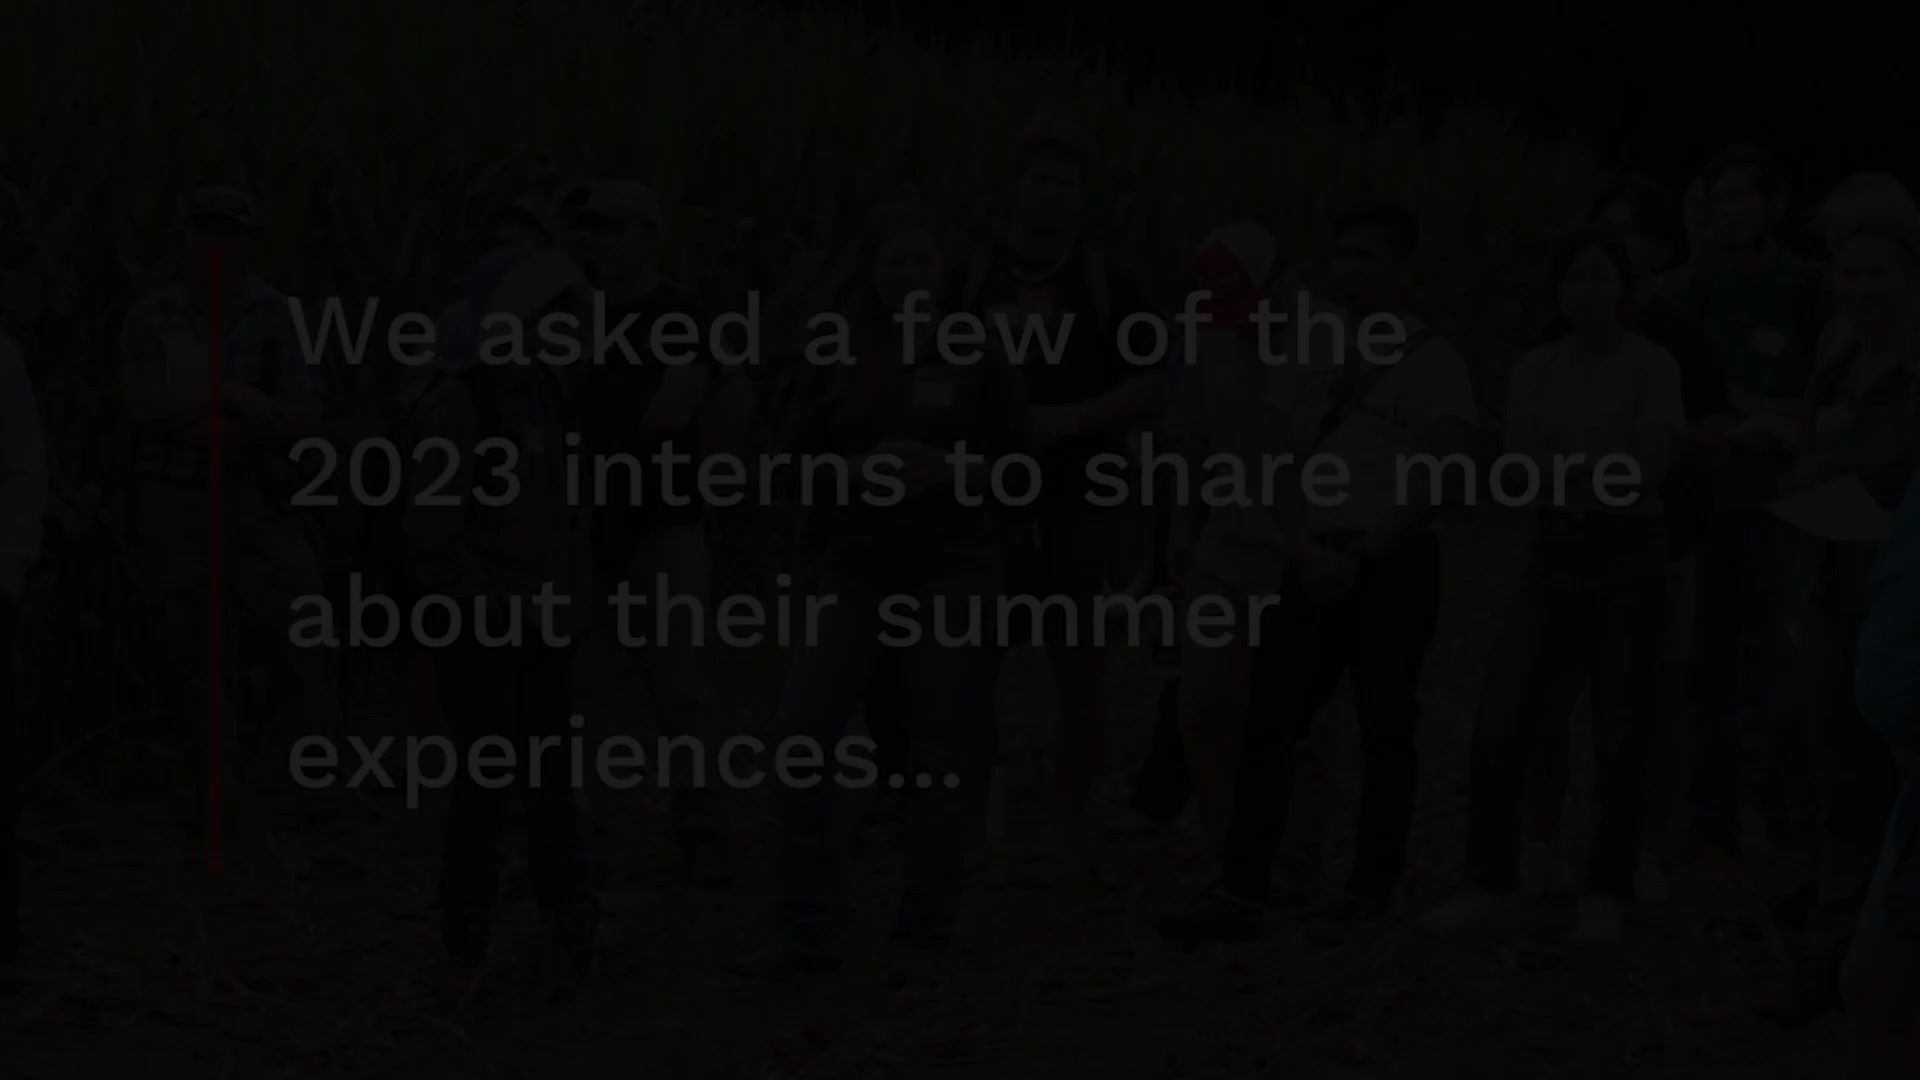 We asked a few of the
2023 interns to share more
about their summer
experiences...